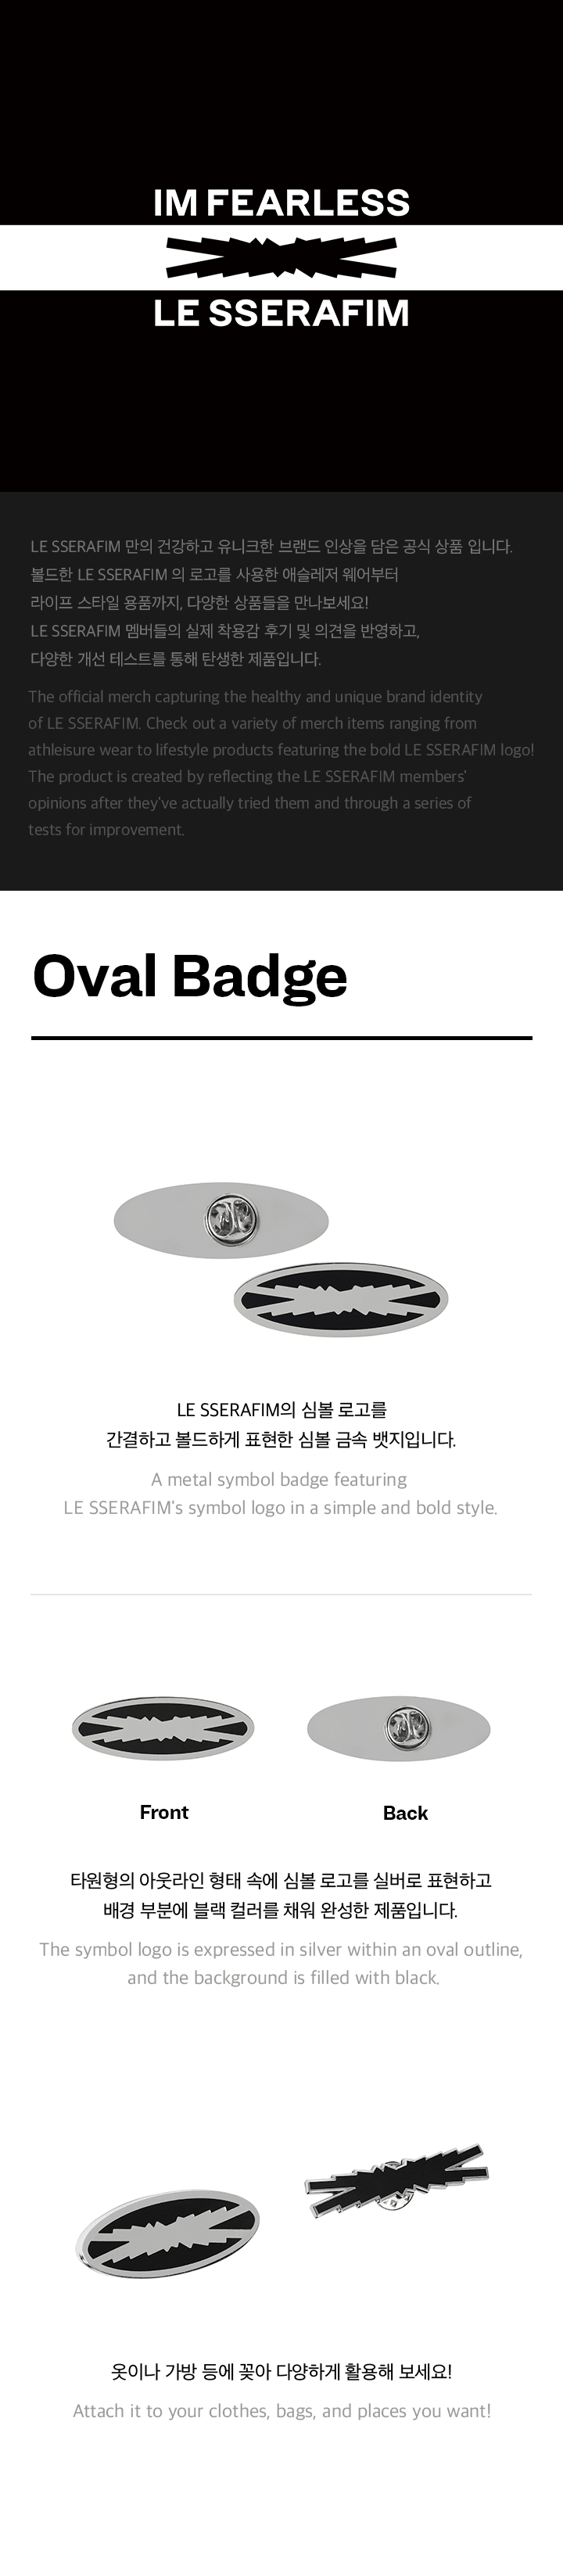 IM FEARLESS
LE SSERAFIM
LE SSERAFIM 만의 건강하고 유니크한 브랜드 인상을 담은 공식 상품 입니다.
볼드한 LE SSERAFIM 의 로고를 사용한 애슬레저 웨어부터
라이프 스타일 용품까지, 다양한 상품들을 만나보세요!
LE SSERAFIM 멤버들의 실제 착용감 후기 및 의견을 반영하고,
다양한 개선 테스트를 통해 탄생한 제품입니다.
The official merch capturing the healthy and unique brand identity
of LE SSERAFIM. Check out a variety of merch items ranging from
athleisure wear to lifestyle products featuring the bold LE SSERAFIM logo!
The product is created by reflecting the LE SSERAFIM members'
opinions after they've actually tried them and through a series of
tests for improvement.
Oval Badge
LE SSERAFIM의 심볼 로고를
간결하고 볼드하게 표현한 심볼 금속 뱃지입니다.
A metal symbol badge featuring
LE SSERAFIM's symbol logo in a simple and bold style.
Front
Back
타원형의 아웃라인 형태 속에 심볼 로고를 실버로 표현하고
배경 부분에 블랙 컬러를 채워 완성한 제품입니다.
The symbol logo is expressed in silver within an oval outline,
and the background is filled with black.
옷이나 가방 등에 꽂아 다양하게 활용해 보세요!
Attach it to your clothes, bags, and places you want!